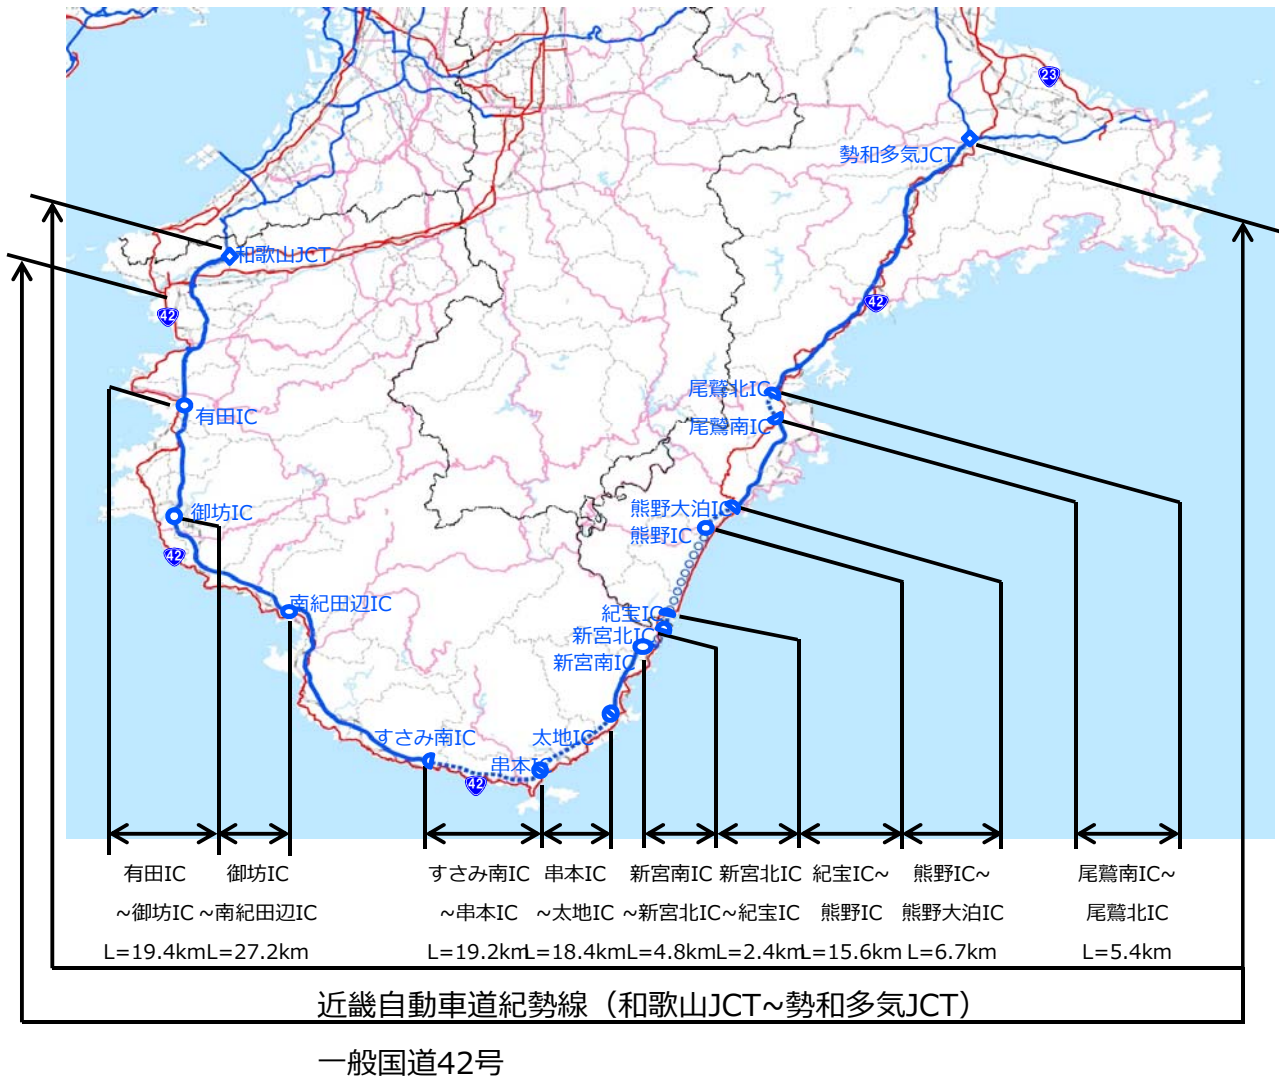 23
勢和多気JCT
和歌山JCT
42
42
尾鷲北IC
有田IC
尾鷲南IC
熊野大泊IC
御坊IC
熊野IC
42
南紀田辺IC
紀宝IC
新宮北IC
新宮南IC
すさみ南IC
太地IC
串本IC
42
有田IC
~御坊IC
L=19.4km
御坊IC
~南紀田辺IC
L=27.2km
すさみ南IC
~串本IC
L=19.2km
串本IC
~太地IC
L=18.4km
新宮南IC
~新宮北IC
L=4.8km
新宮北IC
~紀宝IC
L=2.4km
紀宝IC~
熊野IC
L=15.6km
熊野IC~
熊野大泊IC
L=6.7km
尾鷲南IC~
尾鷲北IC
L=5.4km
近畿自動車道紀勢線（和歌山JCT~勢和多気JCT）
一般国道42号